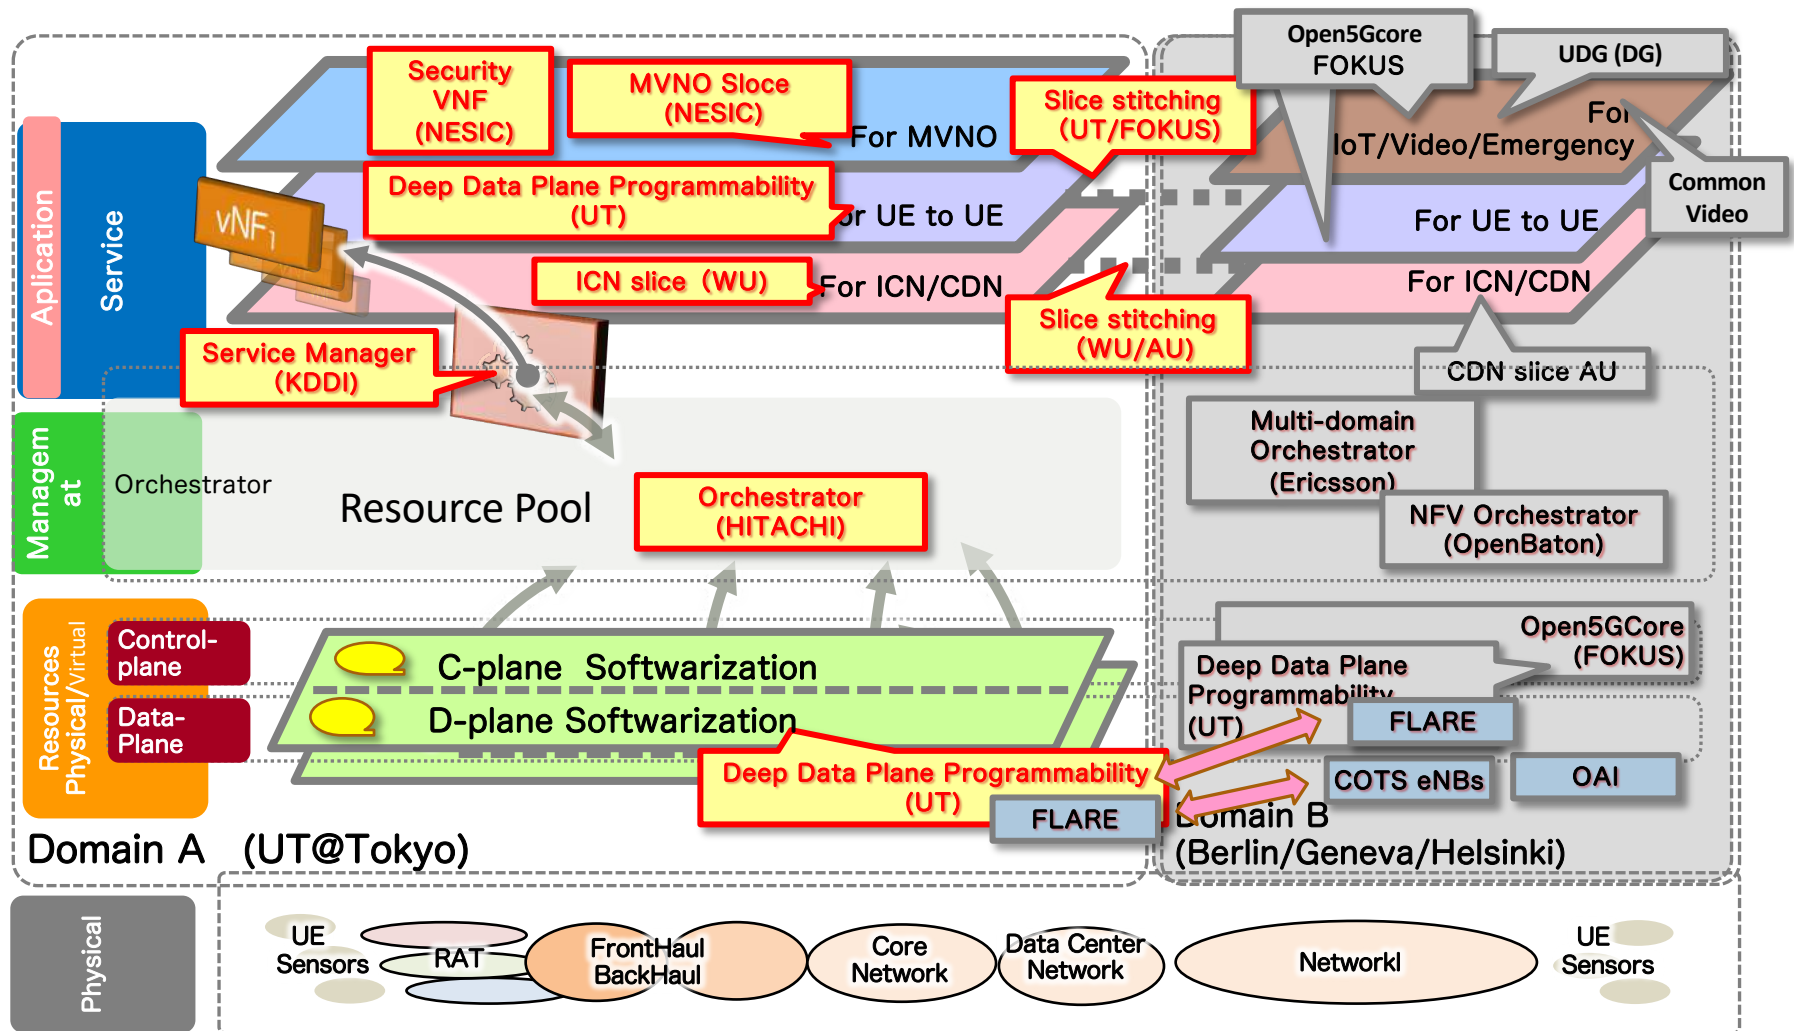 Open5Gcore
FOKUS
UDG (DG)
Security
VNF
(NESIC)
MVNO Sloce
(NESIC)
Slice stitching
(UT/FOKUS)
For MVNO
For
IoT/Video/Emergency
Common
Video
Deep Data Plane Programmability
(UT)
or UE to UE
For UE to UE
vNF1
ICN slice (WU)
For ICN/CDN
For ICN/CDN
Slice stitching
(WU/AU)
CDN slice AU
Aplication
Service
Service Manager
(KDDI)
Managem
at
Orchestrator
Resource Pool
Orchestrator
(HITACHI)
Multi-domain
Orchestrator
(Ericsson)
NFV Orchestrator
(OpenBaton)
Resources
Physical/Virtual
Control-
plane
Data-
Plane
C-plane Softwarization
D-plane Softwarization
Open5GCore
(FOKUS)
Deep Data Plane
Programmability
(UT)
FLARE
Deep Data Plane Programmability
(UT)
FLARE
COTS eNBs
OAI
Domain A (UT@Tokyo)
Domain B
(Berlin/Geneva/Helsinki)
Physical
UE
Sensors
RAT
FrontHaul
BackHaul
Core
Network
Data Center
Network
Networkl
UE
Sensors